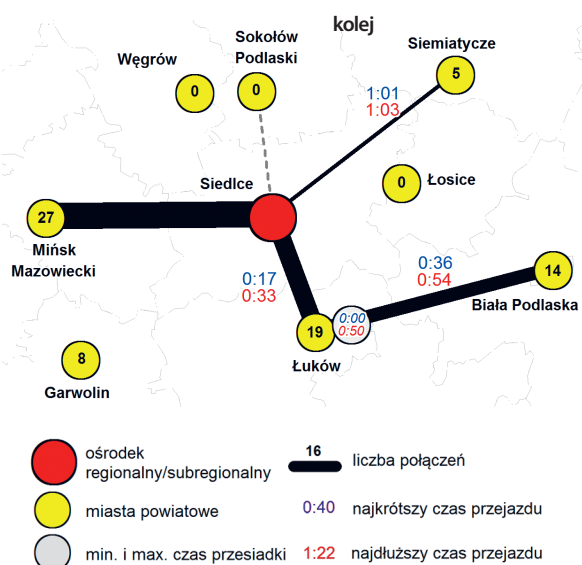 kolej
Sokołów
Podlaski
Siemiatycze
Węgrów
0
0
5
1:01
1:03
Siedlce
0
Łosice
27
Mińsk
Mazowiecki
0:17
0:33
0:36
0:54
14
Biała Podlaska
19
0:00
0:50
Łuków
8
Garwolin
ośrodek
regionalny/subregionalny
16
liczba połączeń
miasta powiatowe
0:40 najkrótszy czas przejazdu
min. i max. czas przesiadki
1:22 najdłuższy czas przejazdu